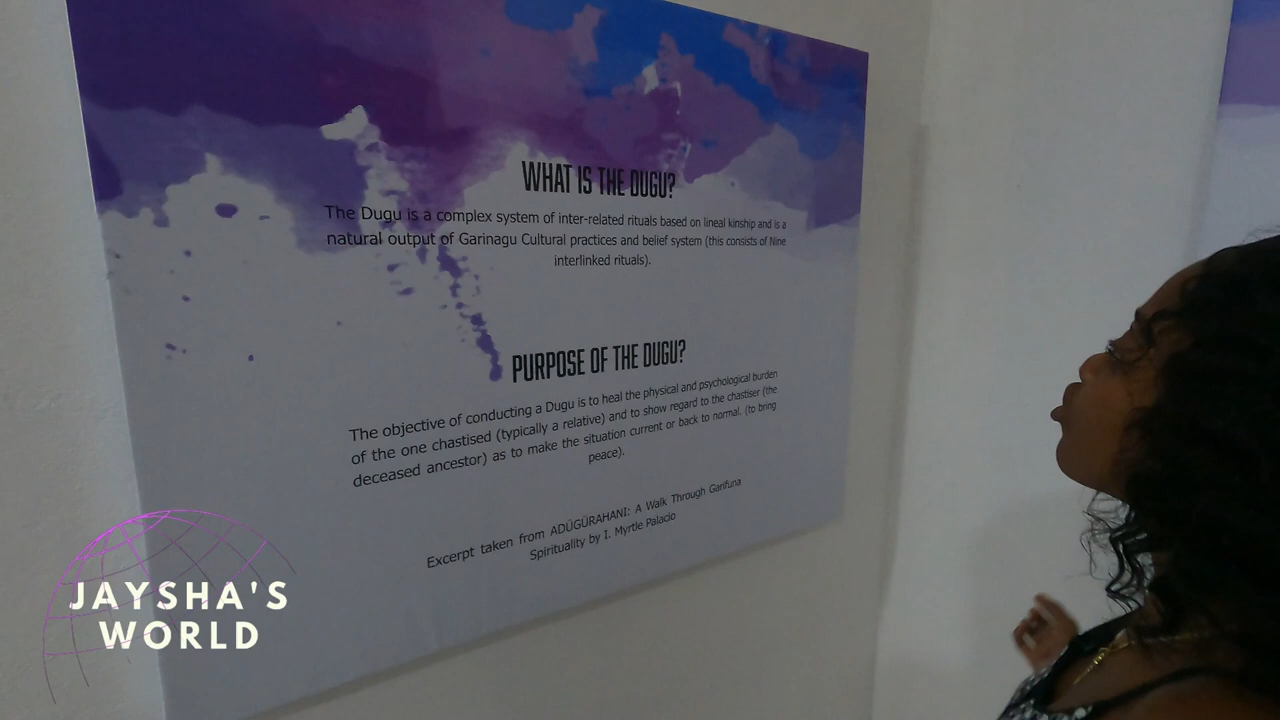 WHAT IS THE DUGU?
The Dugu is a complex system of inter-related rituals based on lineal kinship and is a
natural output of Garinagu Cultural practices and belief system (this consists of Nine
interlinked rituals).
PURPOSE OF THE DUGU?
The objective of conducting a Dugu is to heal the physical and psychological burden
of the one chastised (typically a relative) and to show regard to the chastiser (the
deceased ancestor) as to make the situation current or back to normal. (to bring
peace).
Excerpt taken from ADÜGÜRAHANI: A Walk Through Garifuna
Spirituality by I. Myrtle Palacio
JAYSHA'S
WORLD